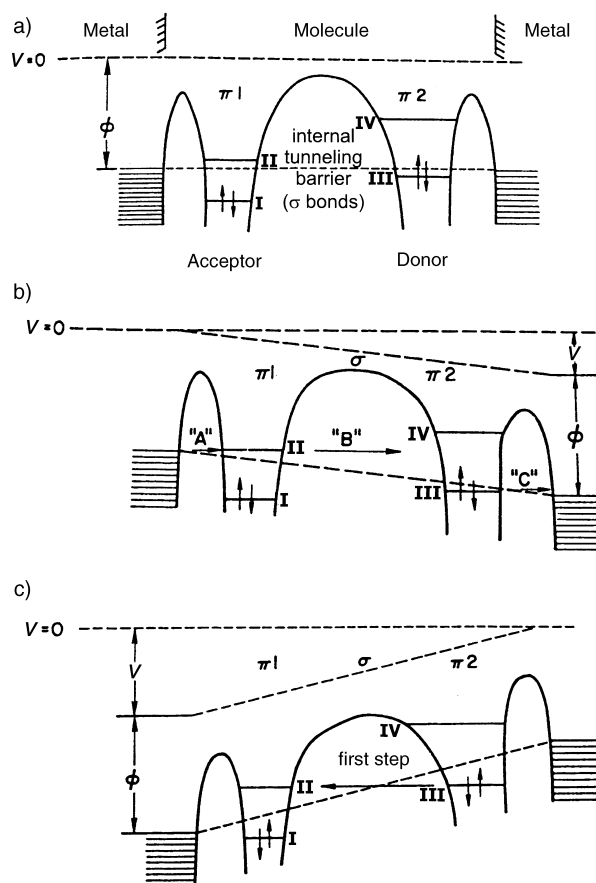 a)
Metal Molecule Metal
V=0
π1 π2
IV
ϕ
internal
II
tunneling
barrier
III
(σ bonds)
I
Acceptor Donor
b)
V=0
σ V
π1 π2
IV
ϕ
"A" II "B"
"C"
I III
c)
V=0
π1 σ π2
V
IV
ϕ
first step
II III
I